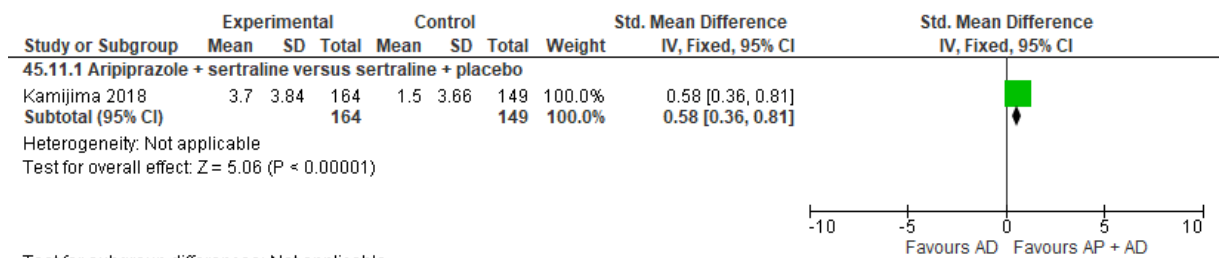 Experimental Control Std. Mean Difference Std. Mean Difference
Study or Subgroup Mean SD Total Mean SD Total Weight IV, Fixed, 95% CI IV, Fixed, 95% CI
45.11.1 Aripiprazole + sertraline versus sertraline + placebo
Kamijima 2018 3.7 3.84 164 1.5 3.66 149 100.0% 0.58 [0.36, 0.81]
Subtotal (95% CI) 164 149 100.0% 0.58 [0.36, 0.81]
Heterogeneity: Not applicable
Test for overall effect: Z = 5.06 (P < 0.00001)
-10 -5 0 5 10
Favours AD Favours AP + AD